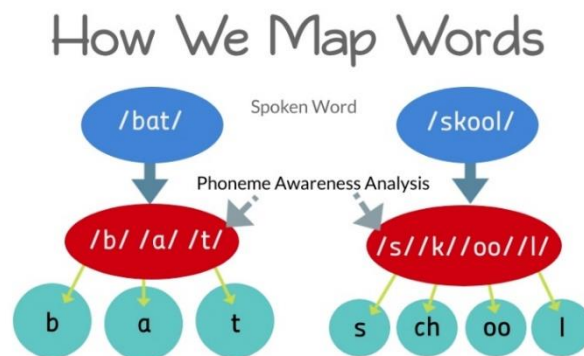 How We Map Words
Spoken Word
/bat/
/skool/
Phoneme Awareness Analysis
/b/ /a/ /t/
/s//k//oo//l/
b a t
s ch oo l